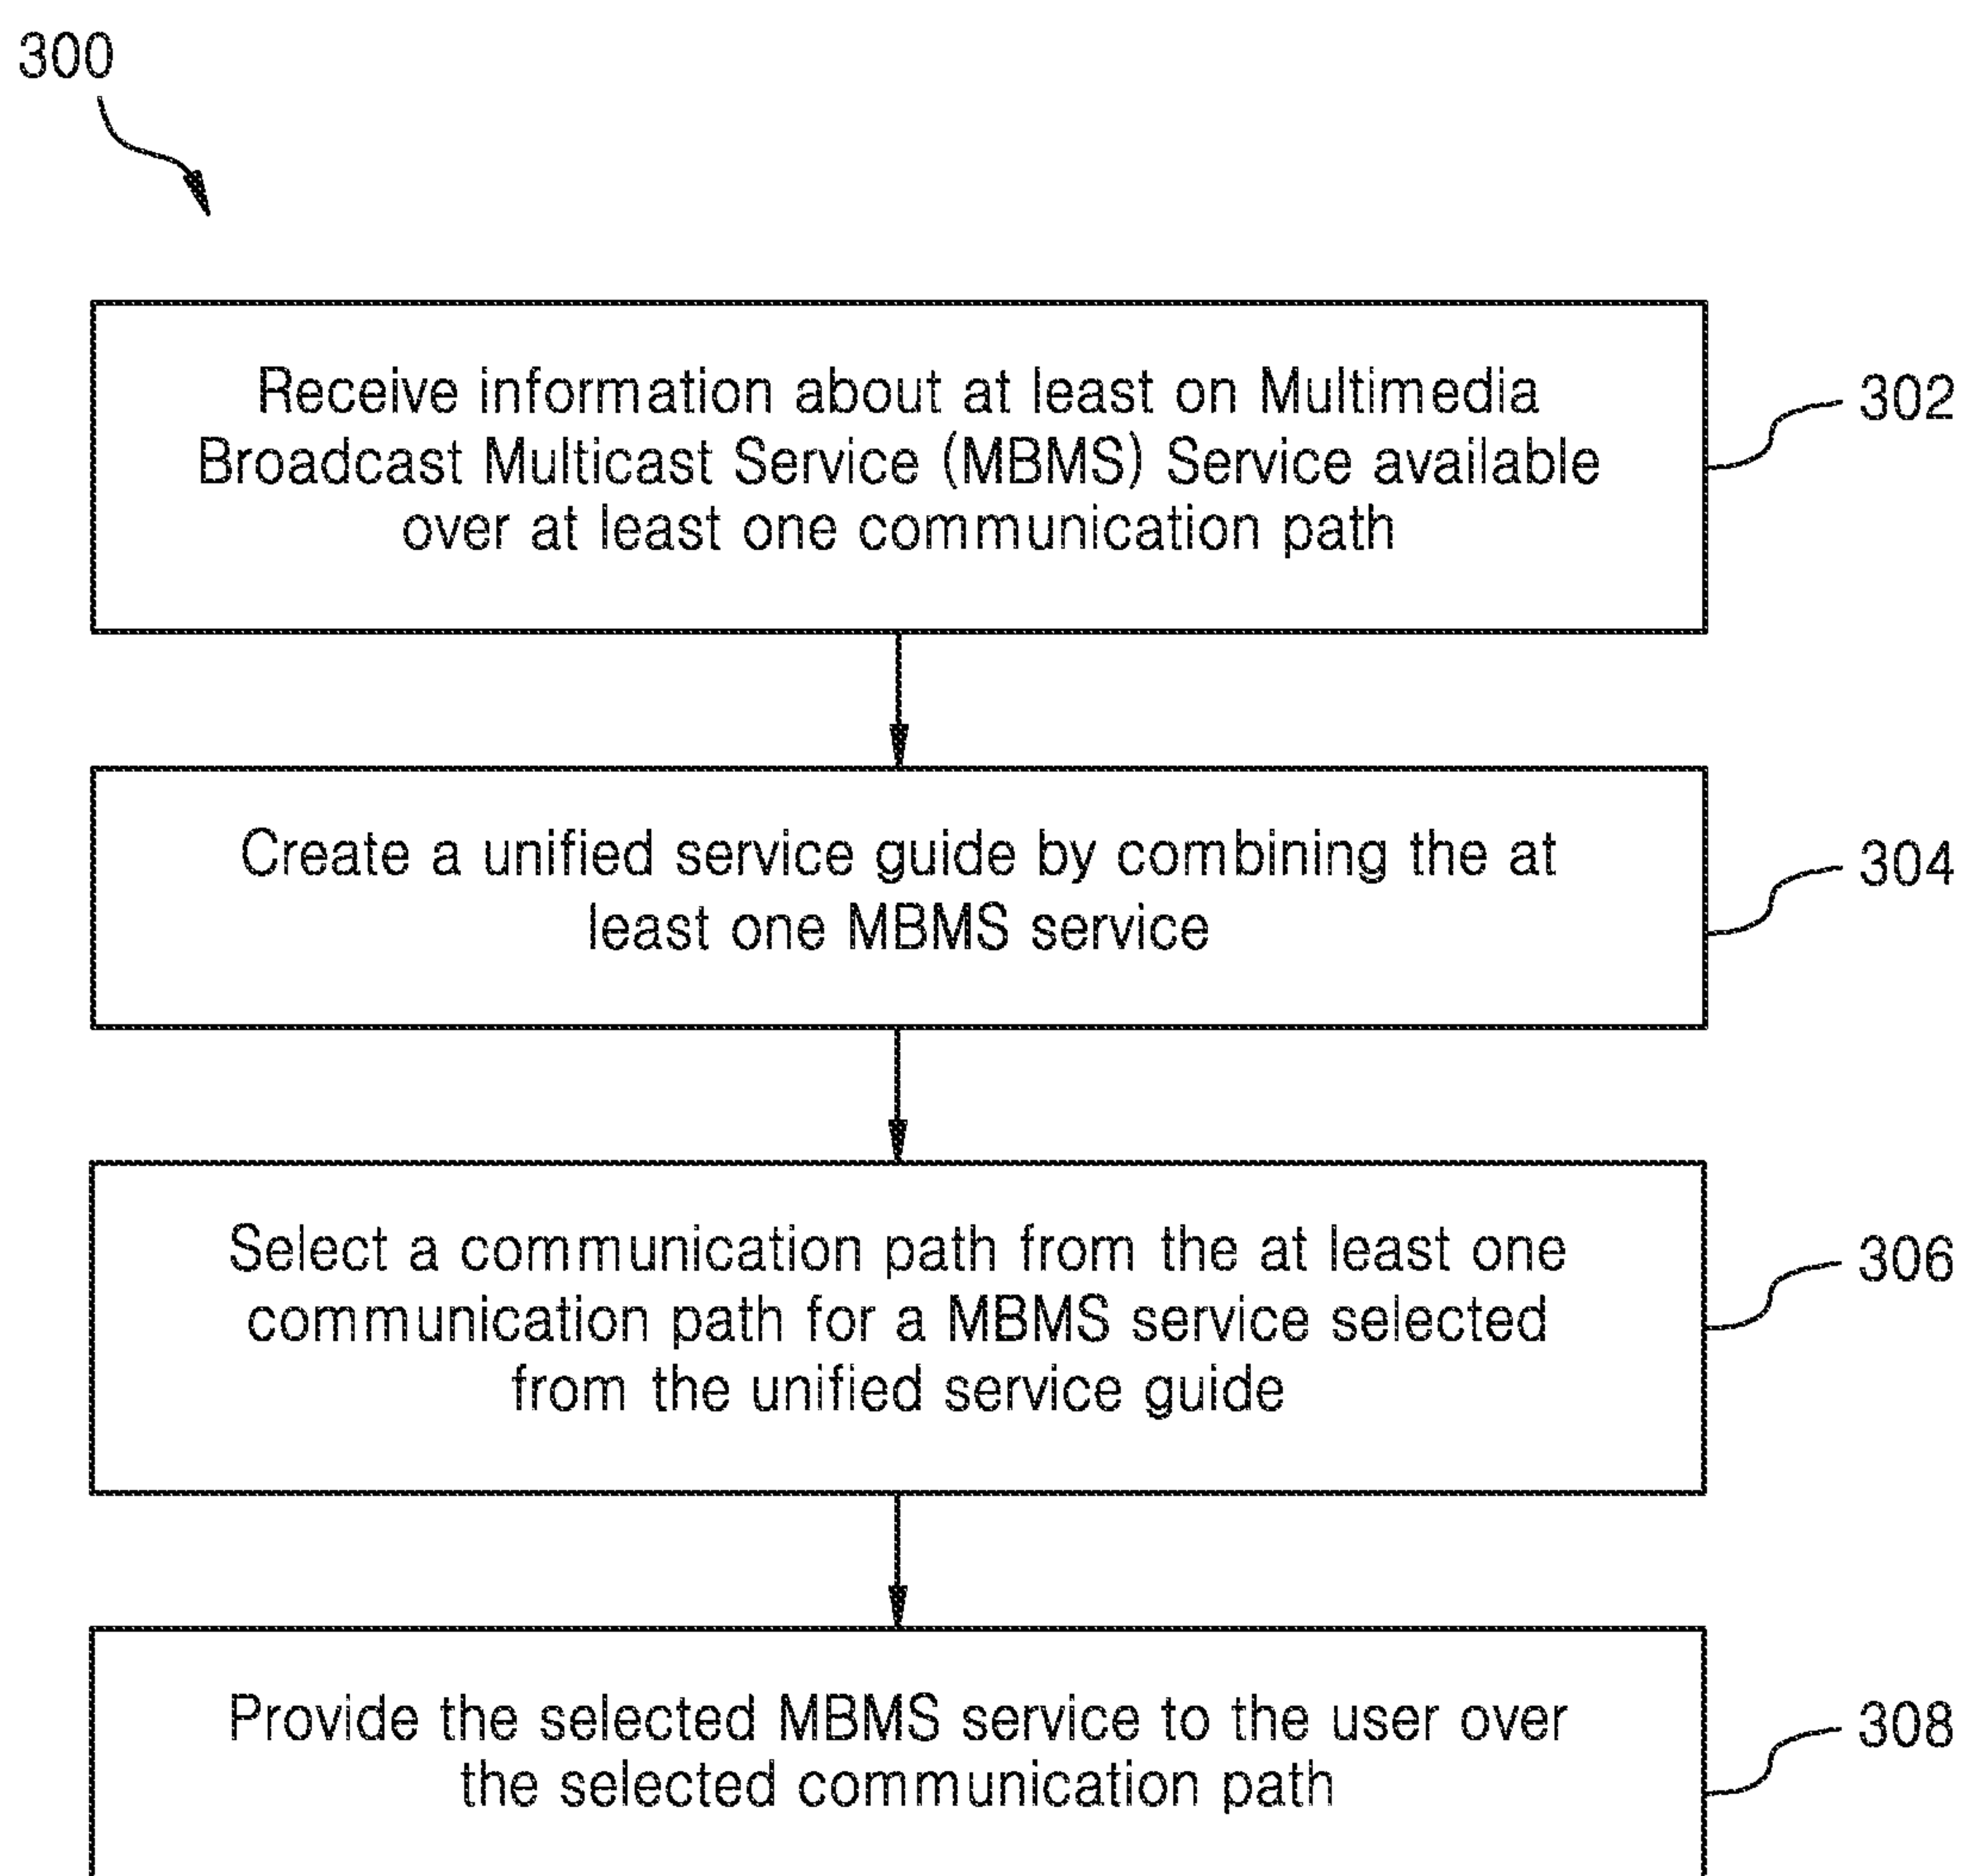 300
Receive information about at least on Multimedia
Broadcast Multicast Service (MBMS) Service available
over at least one communication path
302
Create a unified service guide by combining the at
least one MBMS service
304
Select a communication path from the at least one
communication path for a MBMS service selected
from the unified service guide
306
Provide the selected MBMS service to the user over
the selected communication path
308